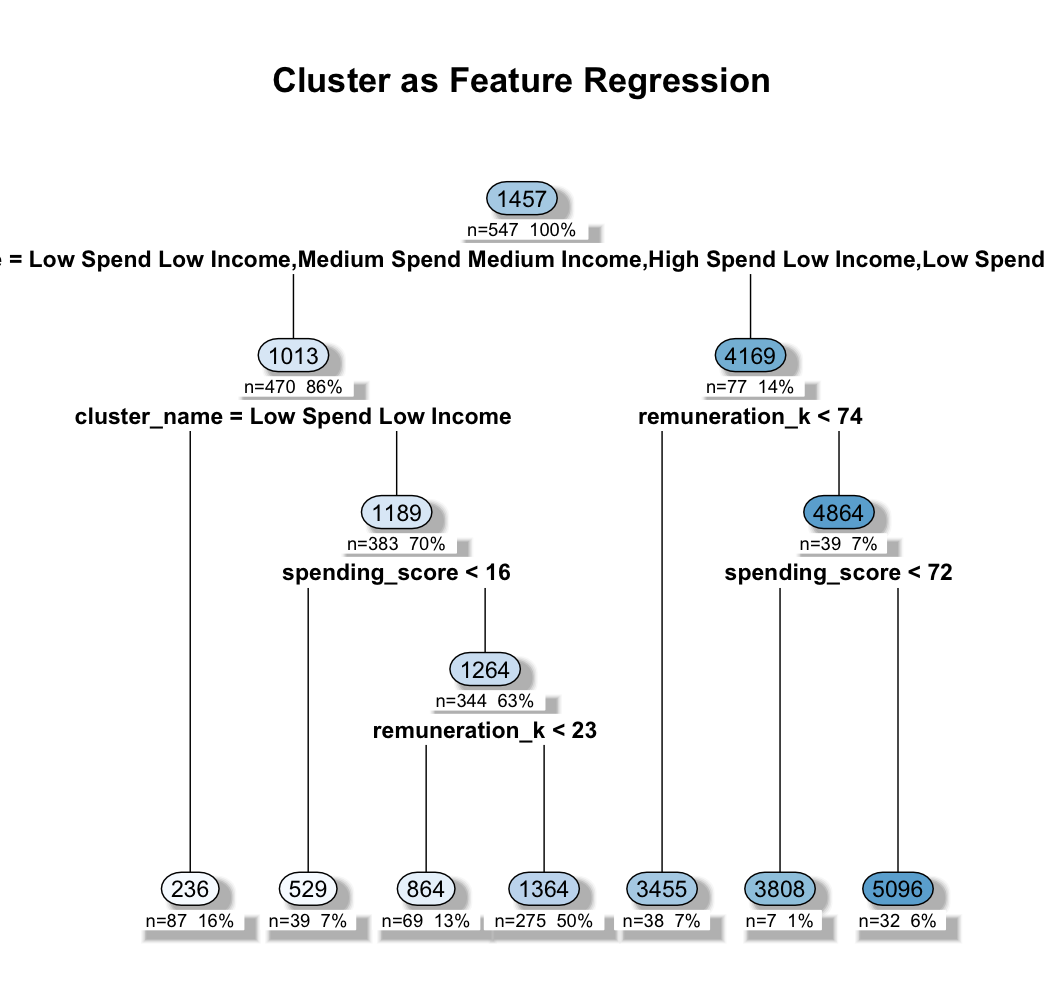 Cluster as Feature Regression
1457
n=547 100%
= Low Spend Low Income,Medium Spend Medium Income,High Spend Low Income,Low Spend
1013
4169
n=470 86%
n=77 14%
cluster_name = Low Spend Low Income
remuneration_k < 74
1189
4864
n=383 70%
n=39 7%
spending_score < 16
spending_score < 72
1264
n=344 63%
remuneration_k < 23
236
529
864
1364
3455
3808
5096
n=87 16%
n=39 7%
n=69 13%
n=275 50%
n=38 7%
n=7 1%
n=32 6%